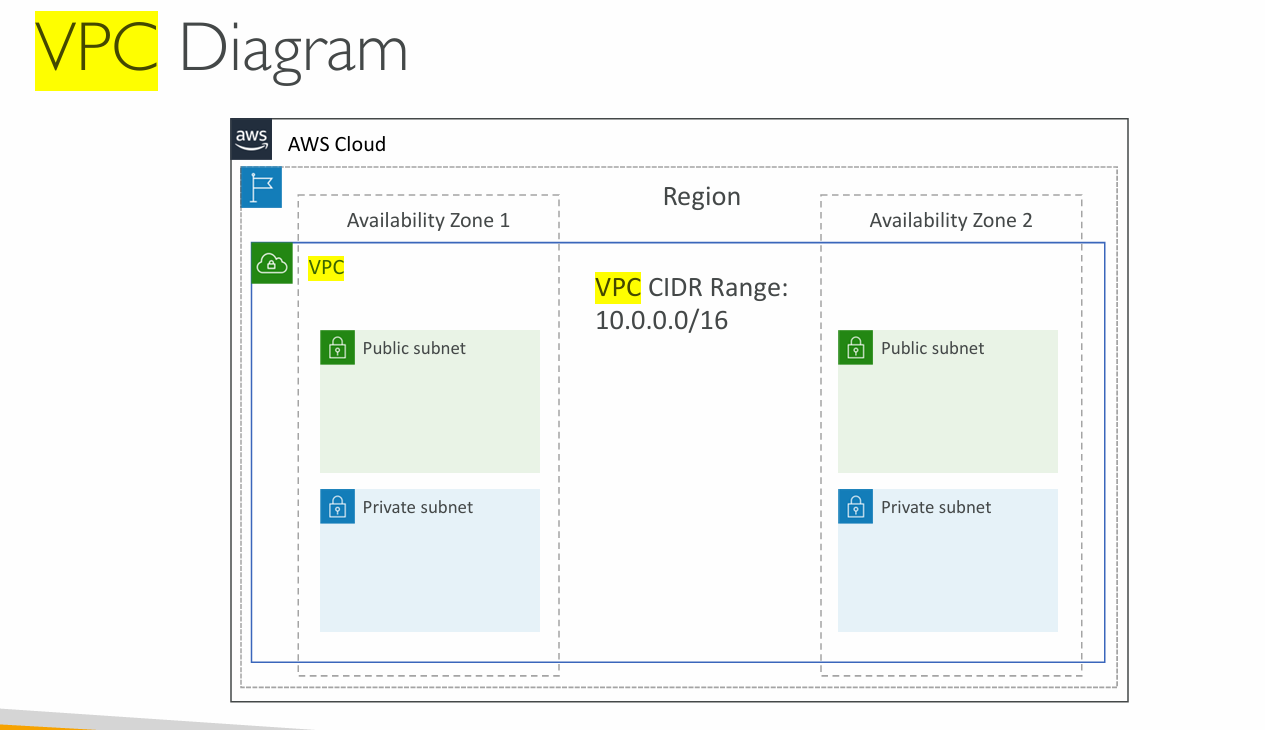 VPC Diagram
aws
AWS Cloud
Region
Availability Zone 1
Availability Zone 2
VPC
VPC CIDR Range:
10.0.0.0/16
Public subnet
Public subnet
Private subnet
Private subnet